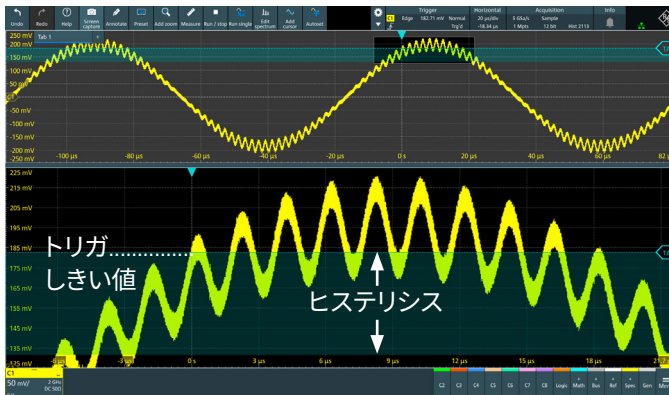 Undo Redo Help Screen capture Annotate Preset Add zoom Measure Run / stop Run single Edit spectrum Add cursor Autoset
Trigger Horizontal Acquisition Info
C1 Edge 182.71 mV Normal 20 µs/div 5 GSa/s Sample
Trg'd -18.34 µs 1 Mpts 12 bit Hist 2113
250 mV Tab 1 +
200 mV
150 mV
100 mV
50 mV
-50 mV
-100 mV
-150 mV
-200 mV
-250 mV
-100 µs -80 µs -60 µs -40 µs -20 µs 0 s 20 µs 40 µs 60 µs
225 mV
215 mV
205 mV
195 mV
185 mV
175 mV
165 mV
155 mV
145 mV
135 mV
トリガ
しきい値
ヒステリシス
-6 µs -3 µs 0 s 3 µs 6 µs 9 µs 12 µs 15 µs 18 µs
C1
50 mV/ 2 GHz
DC 50Ω
C2 C3 C4 C5 C6 C7 C8 Logic Math Bus Ref Spec Gen